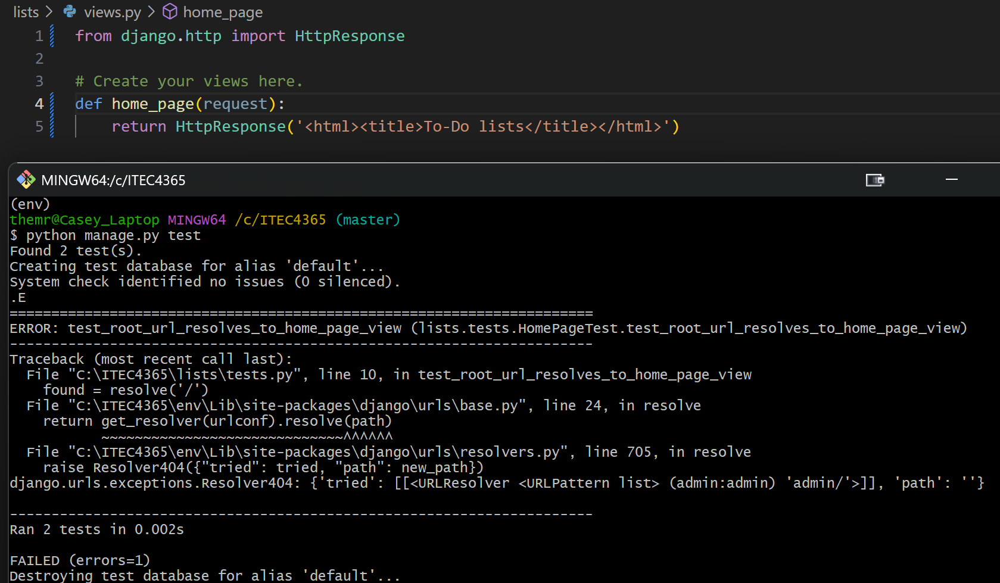 lists > views.py > home_page
1 from django.http import HttpResponse
2
3 # Create your views here.
4 def home_page(request):
5     return HttpResponse('<html><title>To-Do lists</title></html>')
MINGW64:/c/ITEC4365
(env)
themr@Casey_Laptop MINGW64 /c/ITEC4365 (master)
$ python manage.py test
Found 2 test(s).
Creating test database for alias 'default'...
System check identified no issues (0 silenced).
.E
======================================================================
ERROR: test_root_url_resolves_to_home_page_view (lists.tests.HomePageTest.test_root_url_resolves_to_home_page_view)
----------------------------------------------------------------------
Traceback (most recent call last):
  File "C:\ITEC4365\lists\tests.py", line 10, in test_root_url_resolves_to_home_page_view
    found = resolve('/')
  File "C:\ITEC4365\env\Lib\site-packages\django\urls\base.py", line 24, in resolve
    return get_resolver(urlconf).resolve(path)
           ~~~~~~~~~~~~~~~~~~~~~~~~~~~~~^^^^^^
  File "C:\ITEC4365\env\Lib\site-packages\django\urls\resolvers.py", line 705, in resolve
    raise Resolver404({"tried": tried, "path": new_path})
django.urls.exceptions.Resolver404: {'tried': [[<URLResolver <URLPattern list> (admin:admin) 'admin/'>]], 'path': ''}

----------------------------------------------------------------------
Ran 2 tests in 0.002s

FAILED (errors=1)
Destroying test database for alias 'default'...